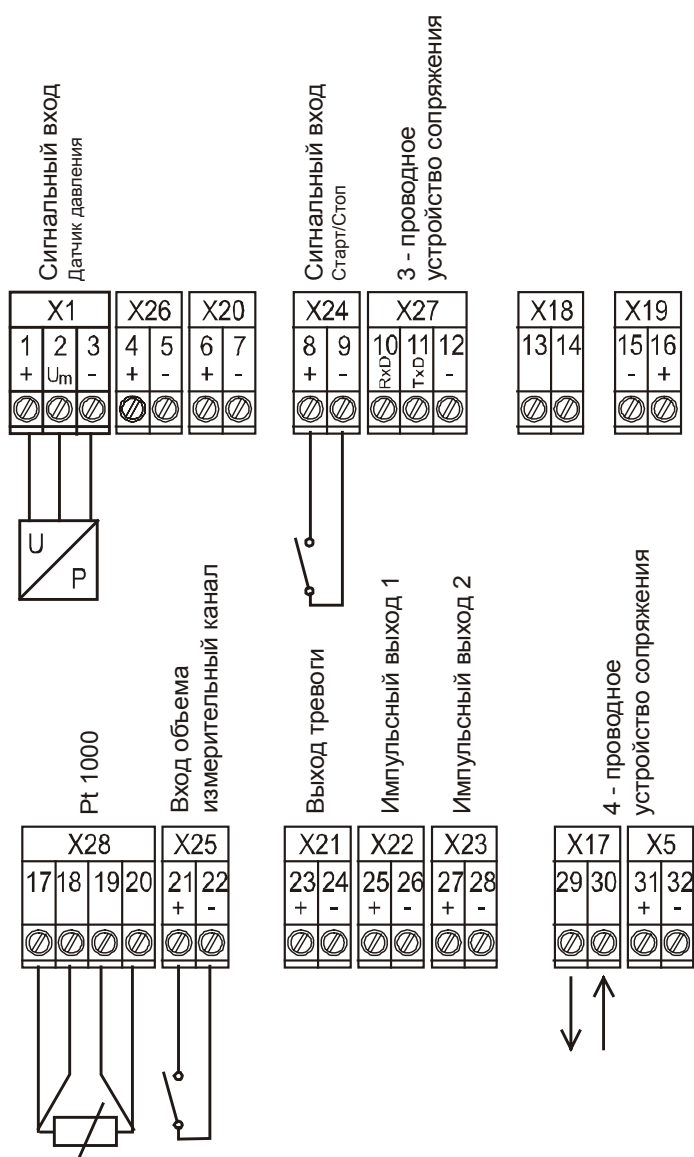 Сигнальный вход
Датчик давления
Сигнальный вход
Старт/Стоп
3 - проводное
устройство сопряжения
X1 X26 X20 X24 X27 X18 X19
1 2 3 4 5 6 7 8 9 10 11 12 13 14 15 16
+ Um - + - + - + - RxD TxD - - +
U
P
Pt 1000
Вход объема
измерительный канал
Выход тревоги
Импульсный выход 1
Импульсный выход 2
4 - проводное
устройство сопряжения
X28 X25 X21 X22 X23 X17 X5
17 18 19 20 21 22 23 24 25 26 27 28 29 30 31 32
+ - + - + - + - + -